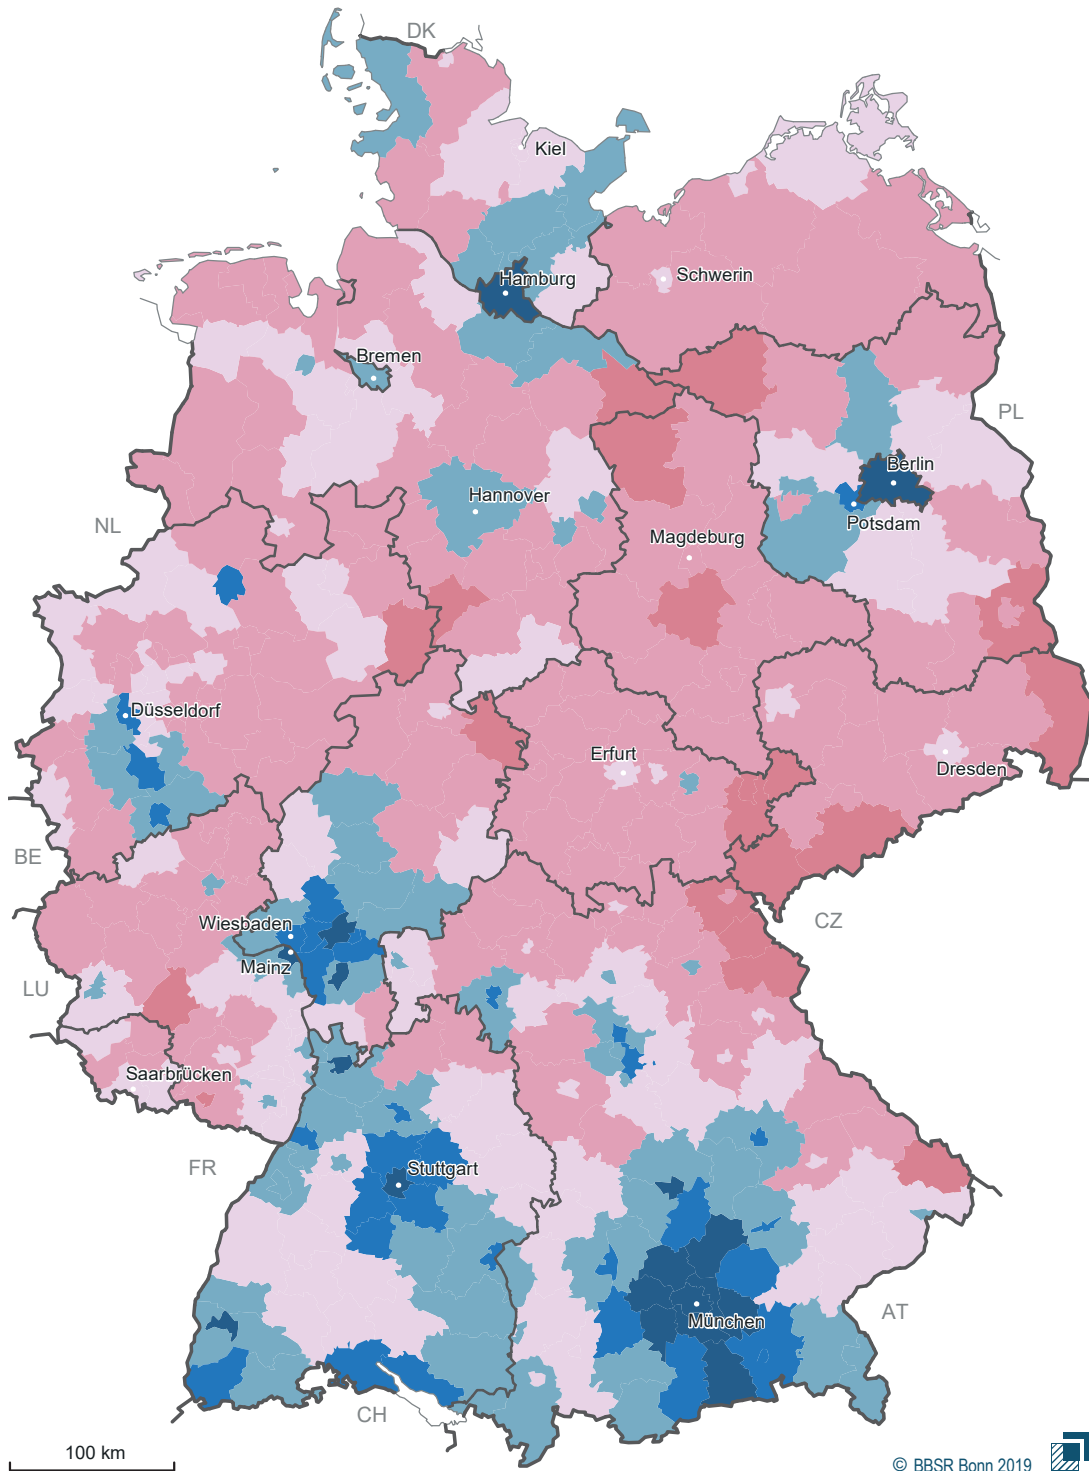 DK
Kiel
Hamburg
Schwerin
Bremen
PL
Berlin
Hannover
NL
Potsdam
Magdeburg
Düsseldorf
Erfurt
Dresden
BE
Wiesbaden
CZ
Mainz
LU
Saarbrücken
FR
Stuttgart
AT
München
CH
100 km
© BBSR Bonn 2019